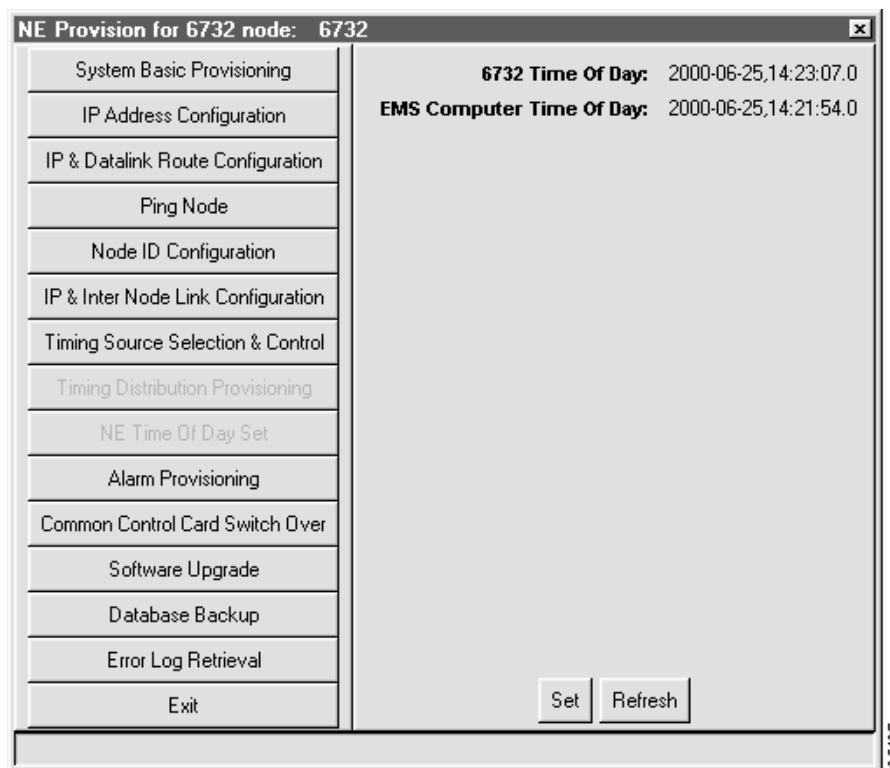 NE Provision for 6732 node: 6732
System Basic Provisioning
IP Address Configuration
IP & Datalink Route Configuration
Ping Node
Node ID Configuration
IP & Inter Node Link Configuration
Timing Source Selection & Control
Timing Distribution Provisioning
NE Time Of Day Set
Alarm Provisioning
Common Control Card Switch Over
Software Upgrade
Database Backup
Error Log Retrieval
Exit
6732 Time Of Day: 2000-06-25,14:23:07.0
EMS Computer Time Of Day: 2000-06-25,14:21:54.0
Set
Refresh